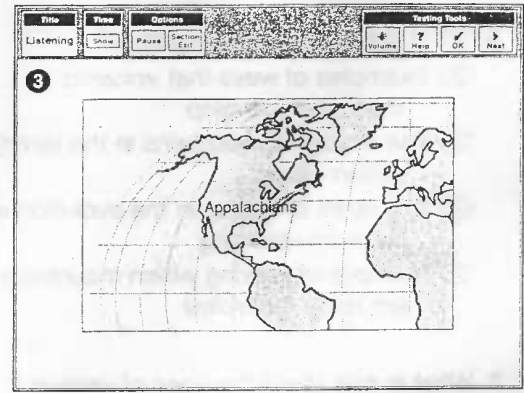 Title Time Options Testing Tools
Listening Show Pause Section Exit Volume ? Help OK Next
3
Appalachians